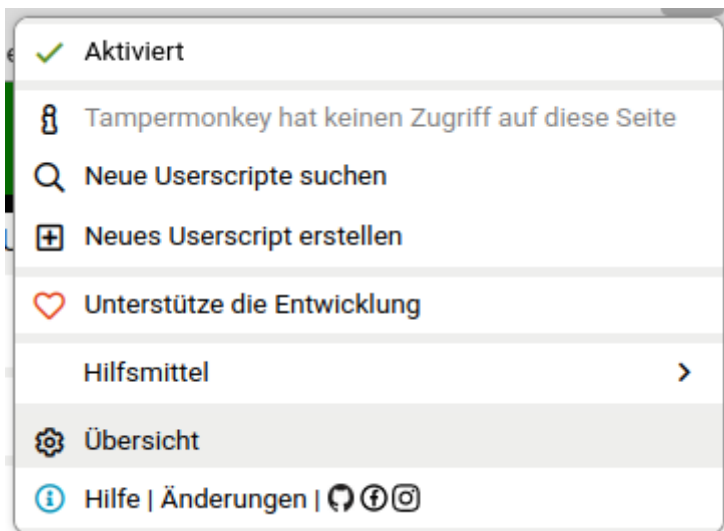 Aktiviert
Tampermonkey hat keinen Zugriff auf diese Seite
Neue Userscripte suchen
Neues Userscript erstellen
Unterstütze die Entwicklung
Hilfsmittel
Übersicht
Hilfe | Änderungen |